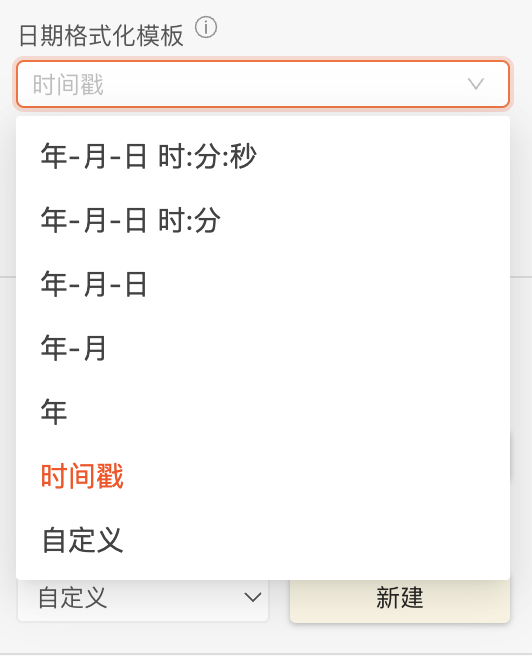 日期格式化模板
时间戳
年-月-日 时:分:秒
年-月-日 时:分
年-月-日
年-月
年
时间戳
自定义
自定义
新建